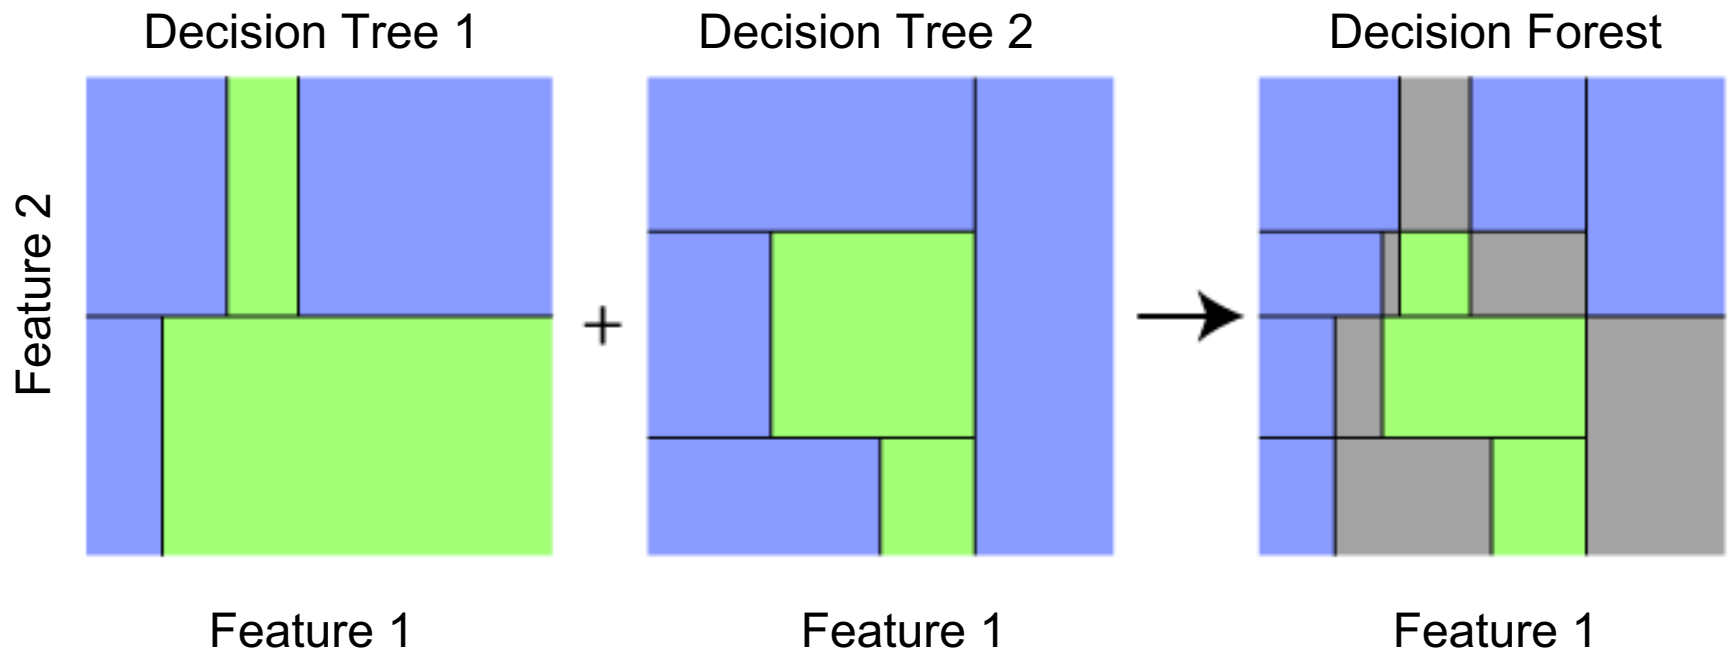 Decision Tree 1
Decision Tree 2
Decision Forest
Feature 2
+
Feature 1
Feature 1
Feature 1